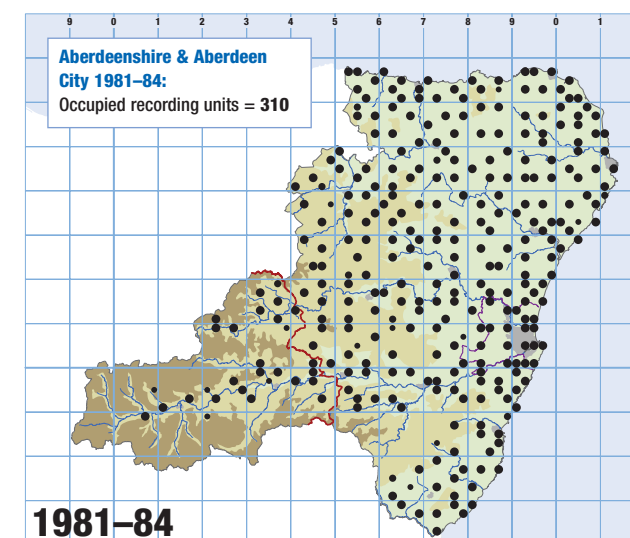 9 0 1 2 3 4 5 6 7 8 9 0 1
Aberdeenshire & Aberdeen
City 1981–84:
Occupied recording units = 310
1981–84